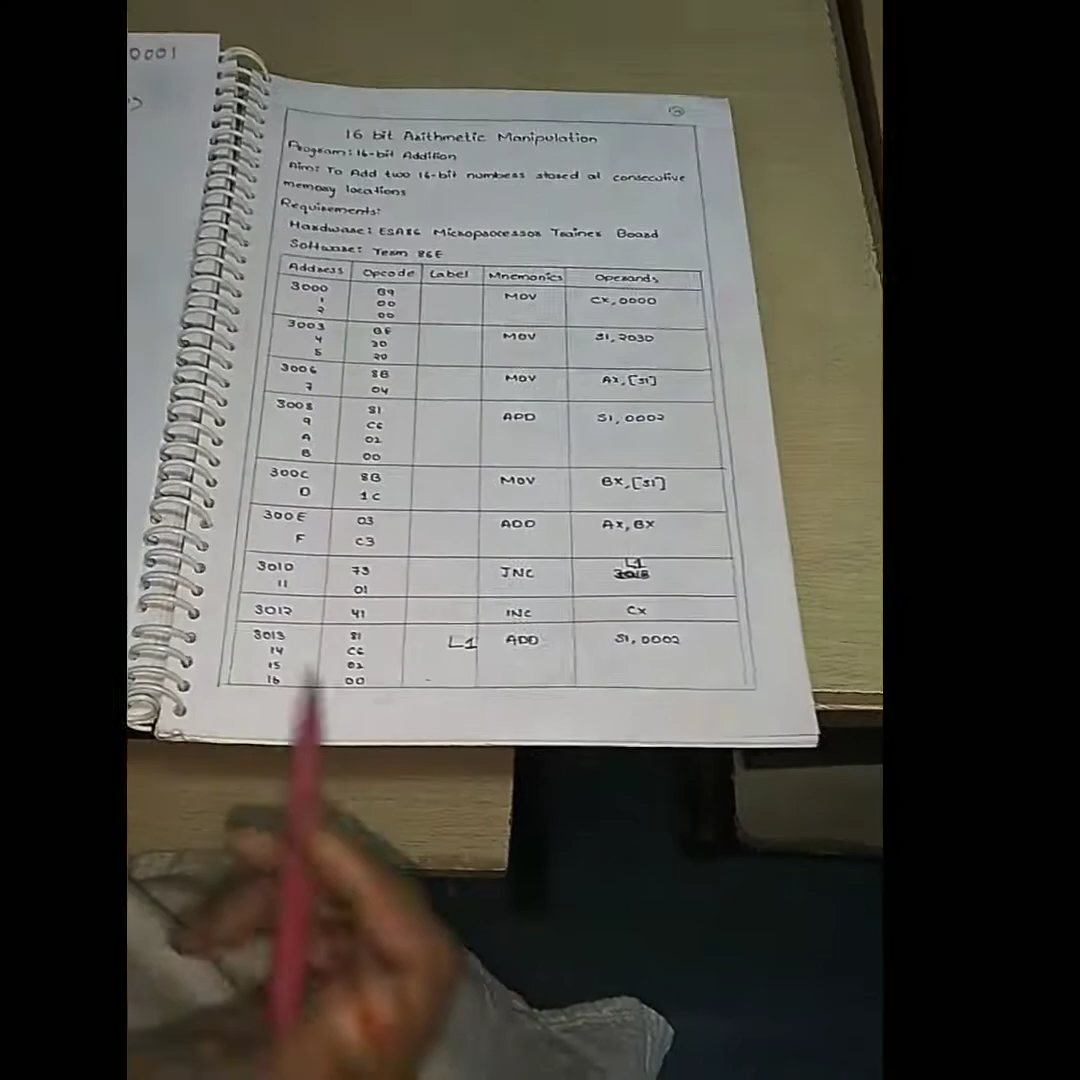 0001
16 bit Arithmetic Manipulation
Program: 16-bit Addition
Aim: To Add two 16-bit numbers stored at consecutive
memory locations
Requirements:
Hardware: ESA86 Microprocessor Trainer Board
Software: Team 86E
Address Opcode Label Mnemonics Operands
3000 B9 MOV CX,0000
1 00
2 00
3003 BE MOV SI,2030
4 30
5 20
3006 8B MOV AX,[SI]
7 04
3008 81 ADD SI,0002
9 C6
A 02
B 00
300C 8B MOV BX,[SI]
D 1C
300E 03 ADD AX,BX
F C3
3010 73 JNC L1
11 01
3012 41 INC CX
3013 81 L1 ADD SI,0002
14 C6
15 02
16 00